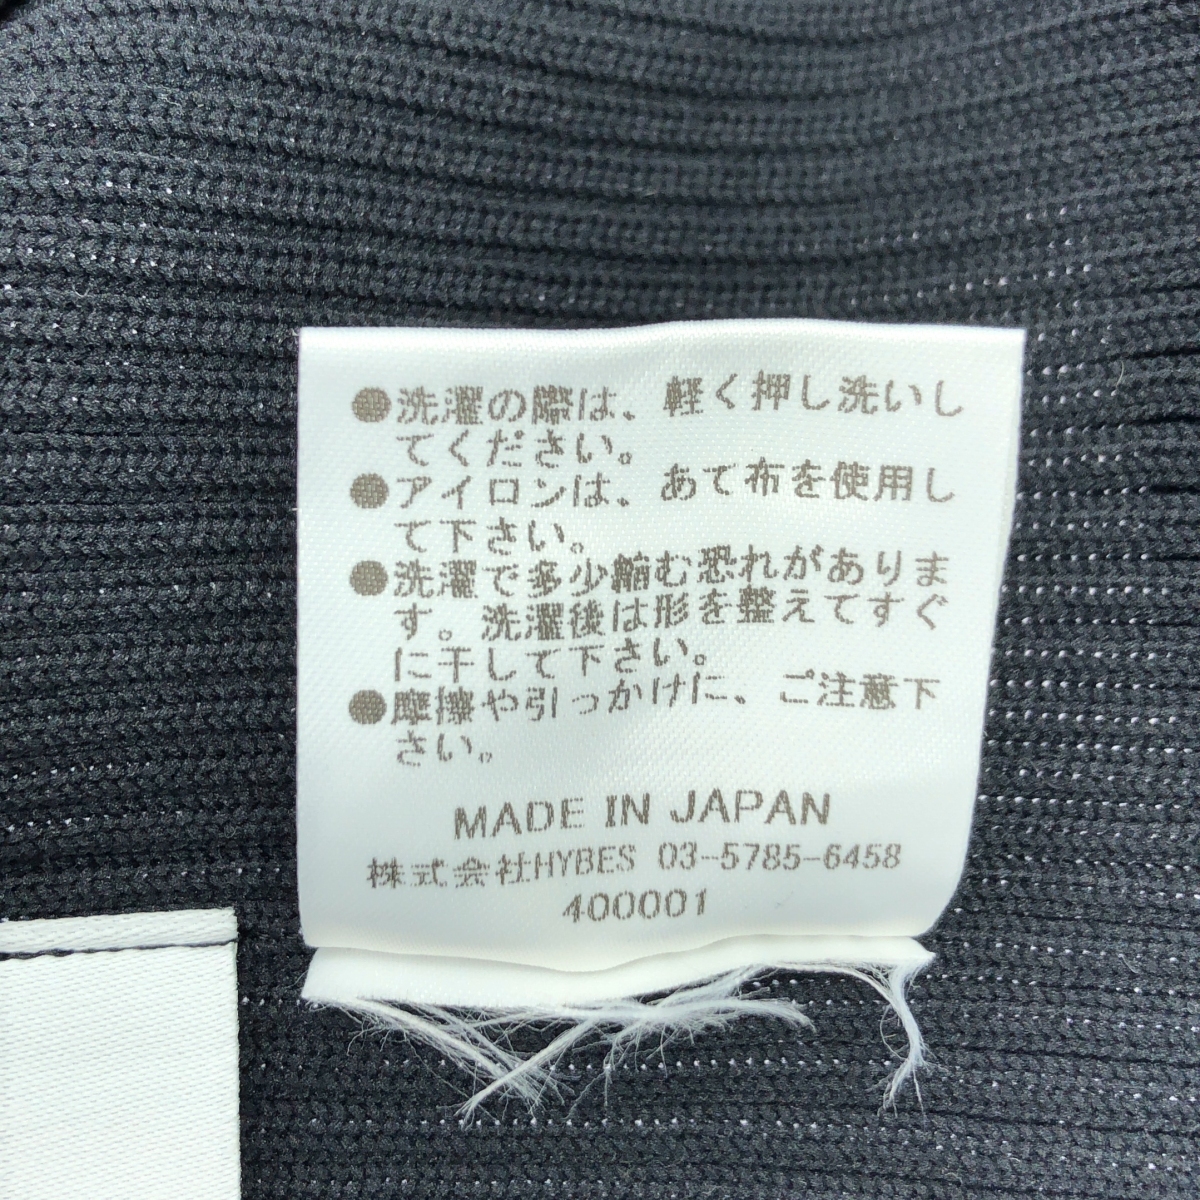 ●洗濯の際は、軽く押し洗いし
てください。
●アイロンは、あて布を使用し
て下さい。
●洗濯で多少縮む恐れがありま
す。洗濯後は形を整えてすぐ
に干して下さい。
●摩擦や引っかけに、ご注意下
さい。
MADE IN JAPAN
株式会社HYBES 03-5785-6458
400001